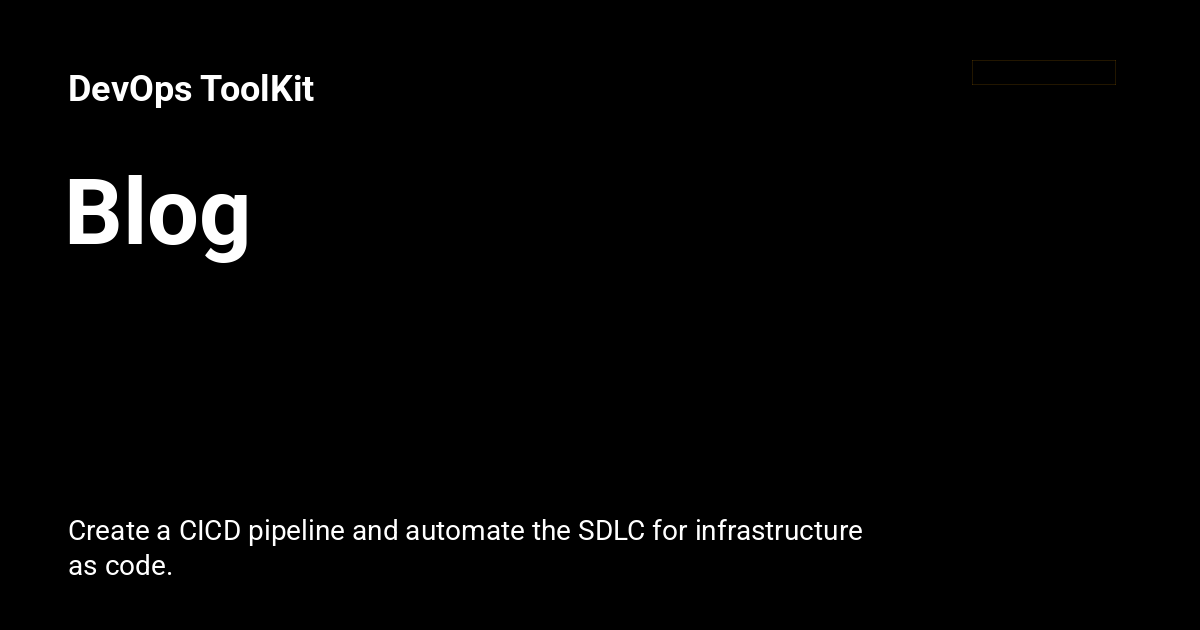 DevOps ToolKit
Blog
Create a CICD pipeline and automate the SDLC for infrastructure
as code.